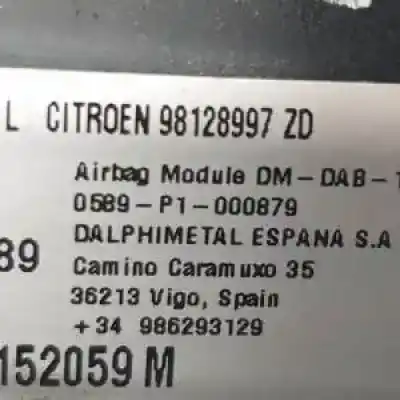 L CITROEN 98128997 ZD
Airbag Module DM-DAB-1
0589-P1-000879
DALPHIMETAL ESPANA S.A
89 Camino Caramuxo 35
36213 Vigo, Spain
+34 986293129
152059 M